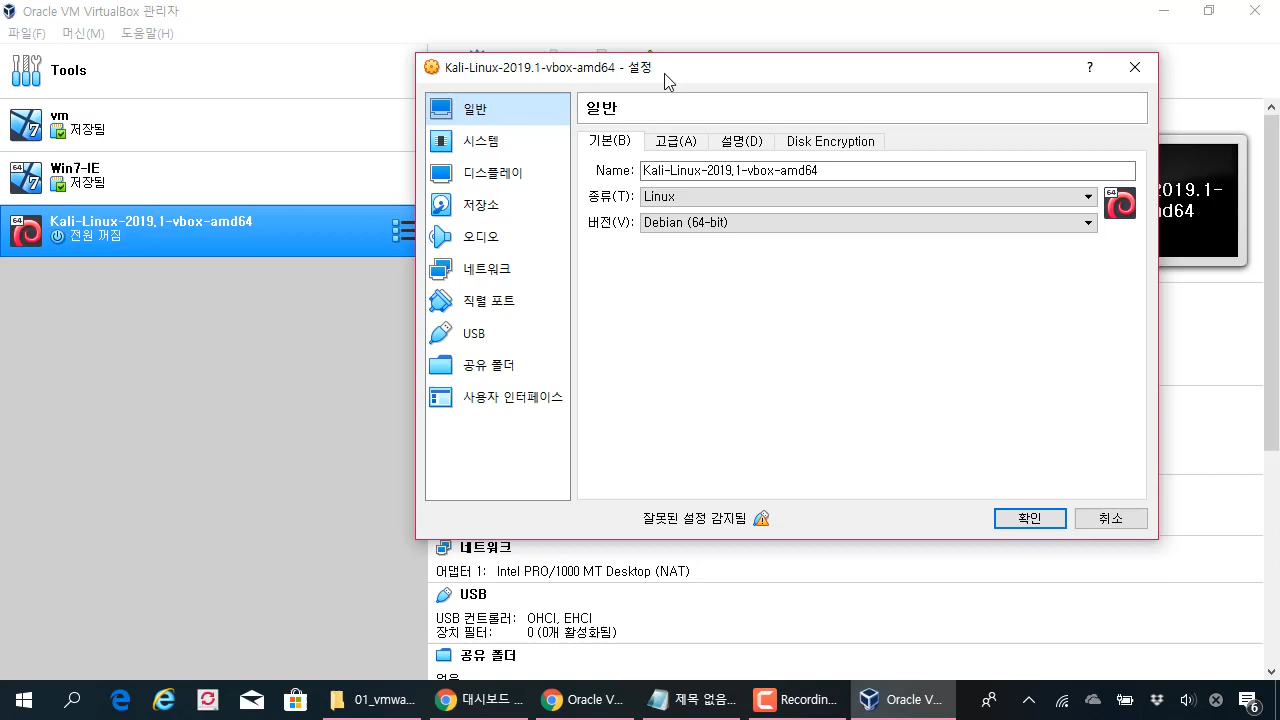 Oracle VM VirtualBox 관리자
파일(F) 머신(M) 도움말(H)
Tools
vm
저장됨
64
Win7-IE
저장됨
64
Kali-Linux-2019.1-vbox-amd64
전원 꺼짐
Kali-Linux-2019.1-vbox-amd64 - 설정
일반
시스템
디스플레이
저장소
오디오
네트워크
직렬 포트
USB
공유 폴더
사용자 인터페이스
일반
기본(B) 고급(A) 설명(D) Disk Encryption
Name: Kali-Linux-2019.1-vbox-amd64
종류(T): Linux
버전(V): Debian (64-bit)
64
잘못된 설정 감지됨
확인 취소
2019.1-
d64
네트워크
어댑터 1: Intel PRO/1000 MT Desktop (NAT)
USB
USB 컨트롤러: OHCI, EHCI
장치 필터: 0 (0개 활성화됨)
공유 폴더
01_vmwa... 대시보드 ... Oracle V... 제목 없음... Recordin... Oracle V... 6